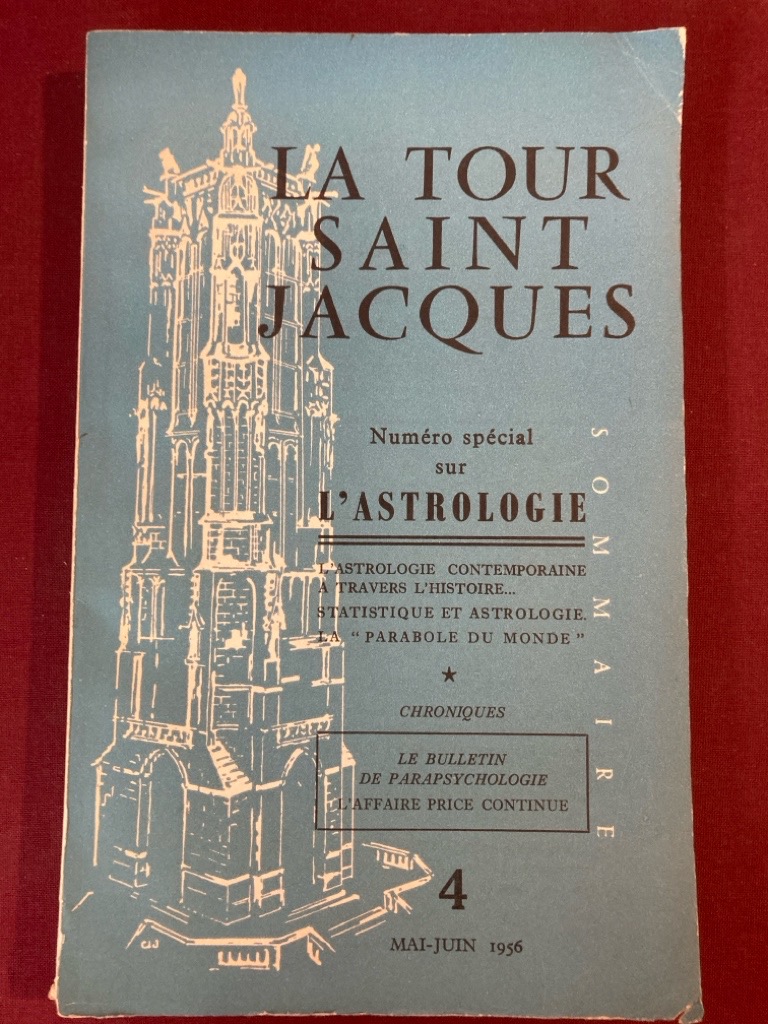 LA TOUR
SAINT
JACQUES
Numéro spécial
sur
L'ASTROLOGIE
L'ASTROLOGIE CONTEMPORAINE
A TRAVERS L'HISTOIRE...
STATISTIQUE ET ASTROLOGIE.
LA " PARABOLE DU MONDE "
★
CHRONIQUES
LE BULLETIN
DE PARAPSYCHOLOGIE
L'AFFAIRE PRICE CONTINUE
SOMMAIRE
4
MAI-JUIN 1956